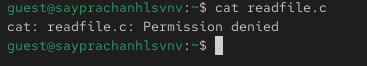 guest@sayprachanhlsvnv:~$ cat readfile.c
cat: readfile.c: Permission denied
guest@sayprachanhlsvnv:~$